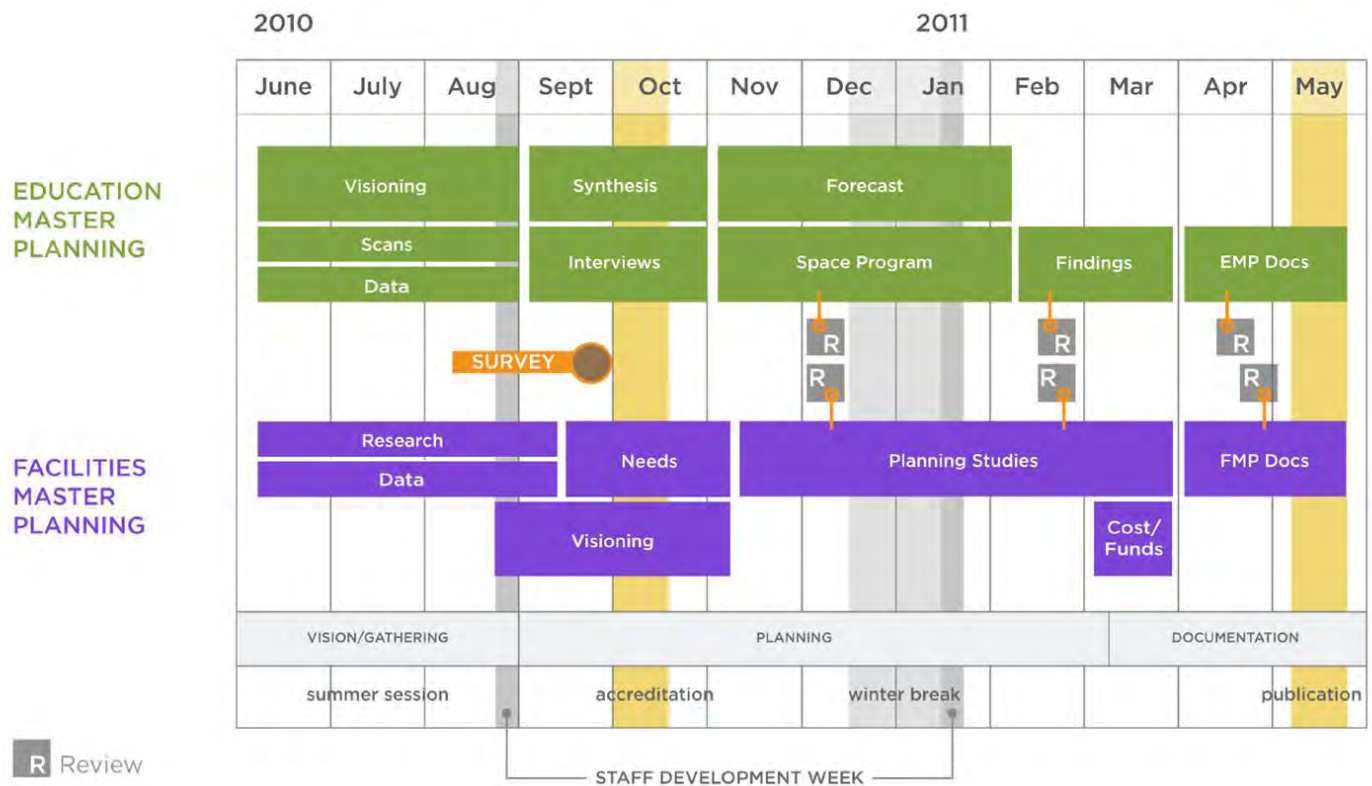 2010
2011
June
July
Aug
Sept
Oct
Nov
Dec
Jan
Feb
Mar
Apr
May
EDUCATION
MASTER
PLANNING
Visioning
Synthesis
Forecast
Scans
Data
Interviews
Space Program
Findings
EMP Docs
SURVEY
R
R
R
R
R
R
FACILITIES
MASTER
PLANNING
Research
Data
Needs
Planning Studies
FMP Docs
Visioning
Cost/
Funds
VISION/GATHERING
PLANNING
DOCUMENTATION
summer session
accreditation
winter break
publication
R Review
STAFF DEVELOPMENT WEEK